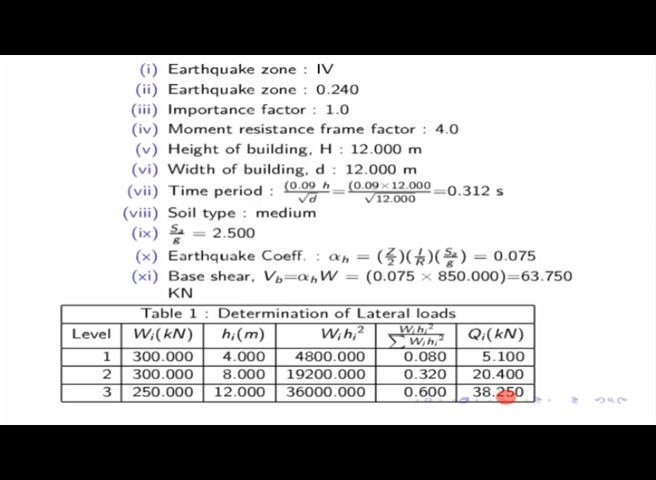 (i) Earthquake zone : IV
(ii) Earthquake zone : 0.240
(iii) Importance factor : 1.0
(iv) Moment resistance frame factor : 4.0
(v) Height of building, H : 12.000 m
(vi) Width of building, d : 12.000 m
(vii) Time period : (0.09 h/√d = (0.09×12.000/√12.000 =0.312 s
(viii) Soil type : medium
(ix) Sa/g = 2.500
(x) Earthquake Coeff. : αh = (Z/2)(I/R)(Sa/g) = 0.075
(xi) Base shear, Vb=αhW = (0.075 × 850.000)=63.750
KN
Table 1 : Determination of Lateral loads
Level Wi(kN) hi(m) Wihi² Wihi²/∑Wihi² Qi(kN)
1 300.000 4.000 4800.000 0.080 5.100
2 300.000 8.000 19200.000 0.320 20.400
3 250.000 12.000 36000.000 0.600 38.250